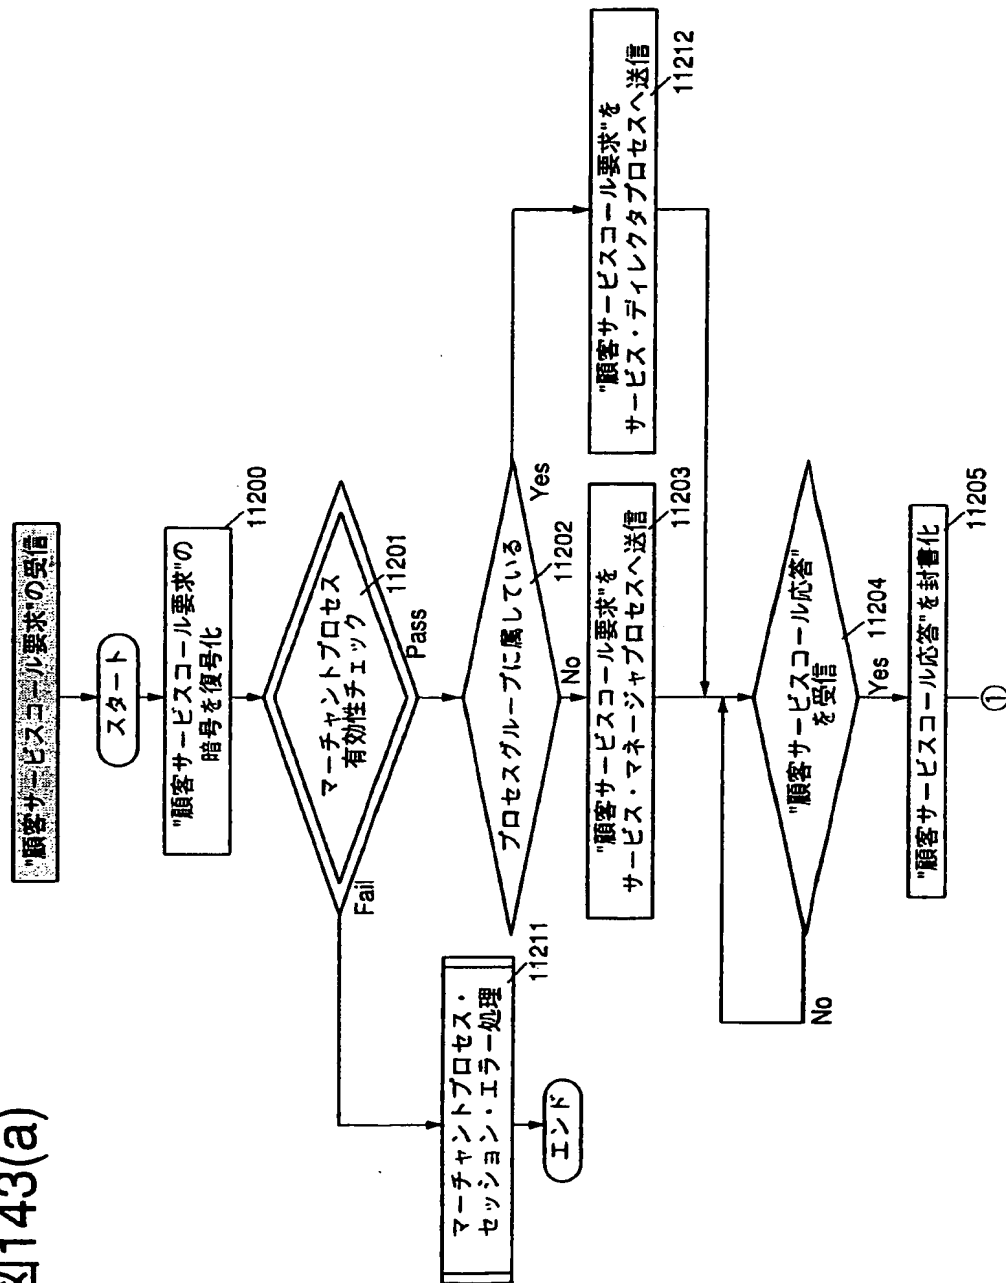 図143(a)
"顧客サービスコール要求"の受信
スタート
"顧客サービスコール要求"の
暗号を復号化
11200
マーチャントプロセス
有効性チェック
11201
Fail
Pass
プロセスグループに属している
11202
Yes
No
マーチャントプロセス・
セッション・エラー処理
11211
エンド
"顧客サービスコール要求"を
サービス・マネージャプロセスへ送信
11203
"顧客サービスコール要求"を
サービス・ディレクタプロセスへ送信
11212
"顧客サービスコール応答"
を受信
11204
No
Yes
"顧客サービスコール応答"を封書化
11205
①